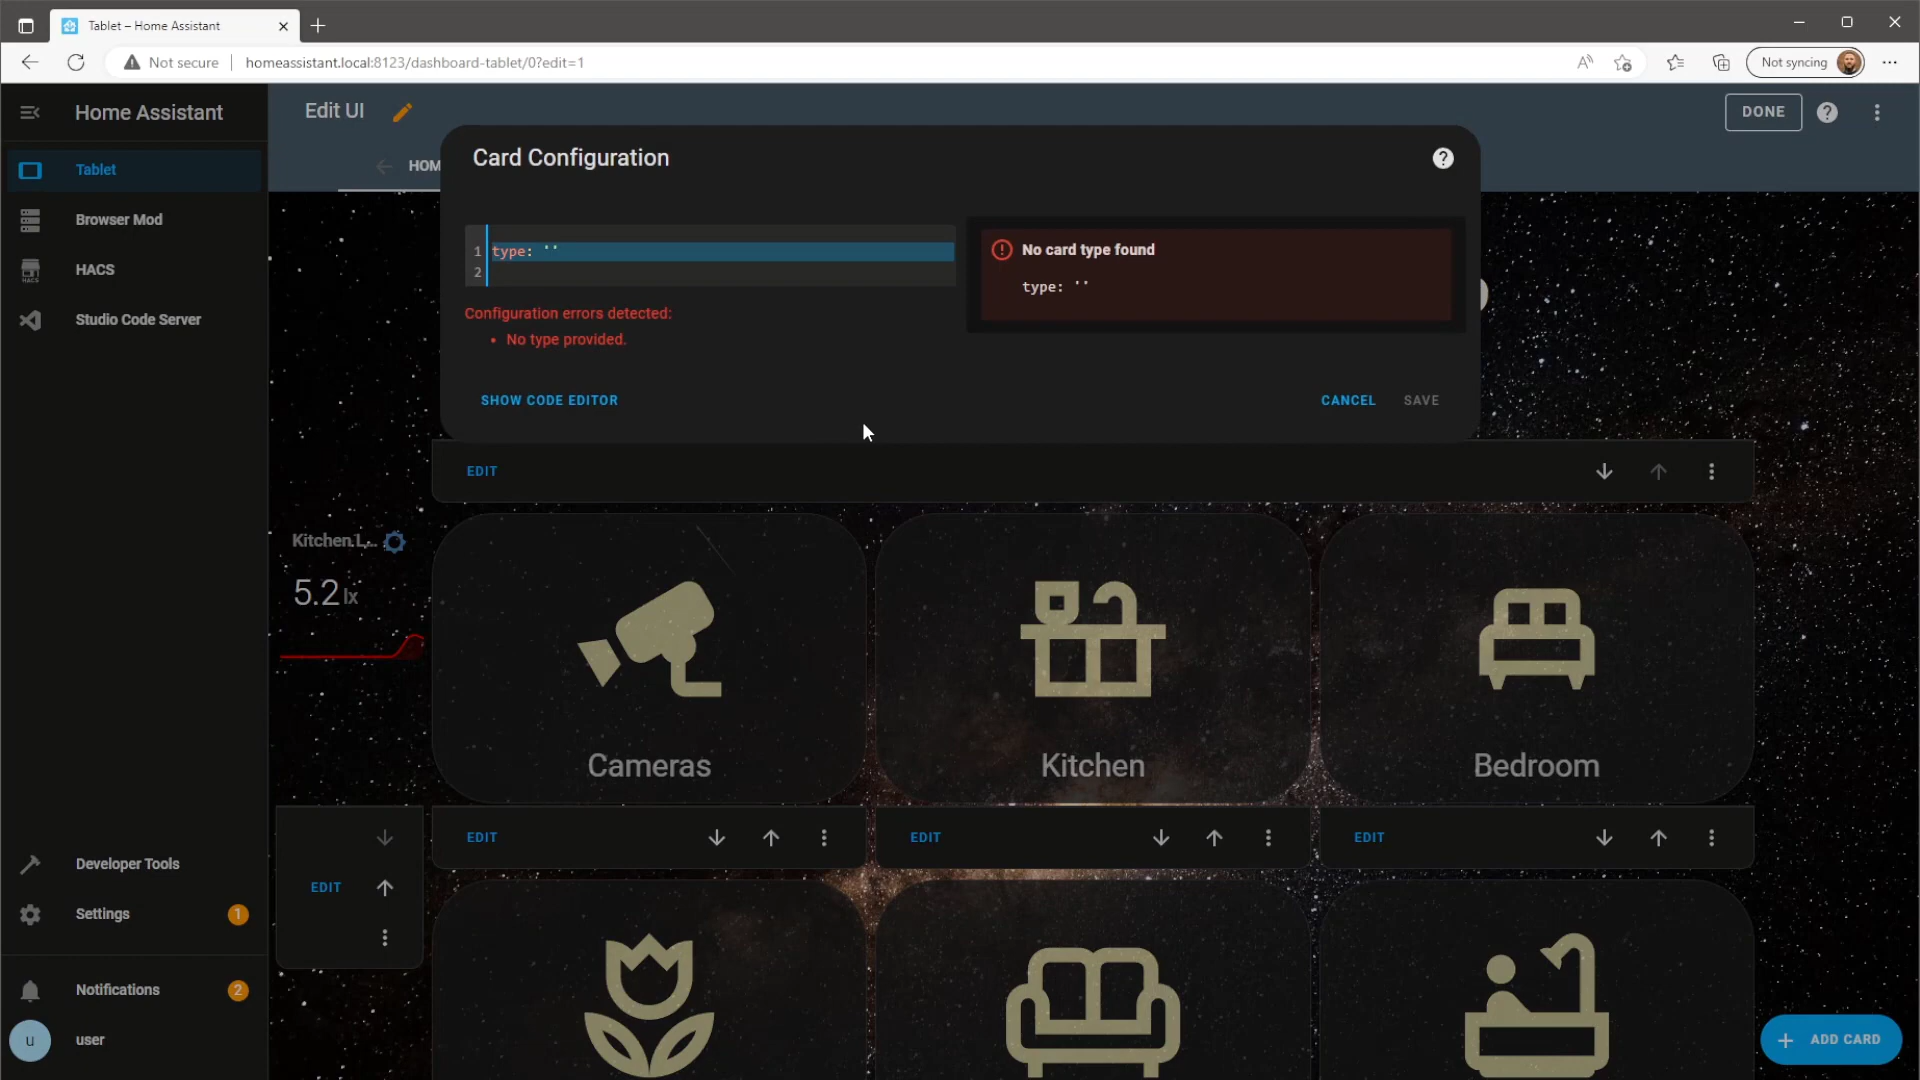 Tablet – Home Assistant
Not secure
homeassistant.local:8123/dashboard-tablet/0?edit=1
Not syncing
Home Assistant
Edit UI
DONE
Card Configuration
HOM
Tablet
Browser Mod
HACS
HACS
Studio Code Server
1 type: ''
2
No card type found
type: ''
Configuration errors detected:
• No type provided.
SHOW CODE EDITOR
CANCEL
SAVE
EDIT
Kitchen L...
5.2 lx
Cameras
Kitchen
Bedroom
EDIT
EDIT
EDIT
EDIT
Developer Tools
Settings
1
Notifications
2
u
user
ADD CARD